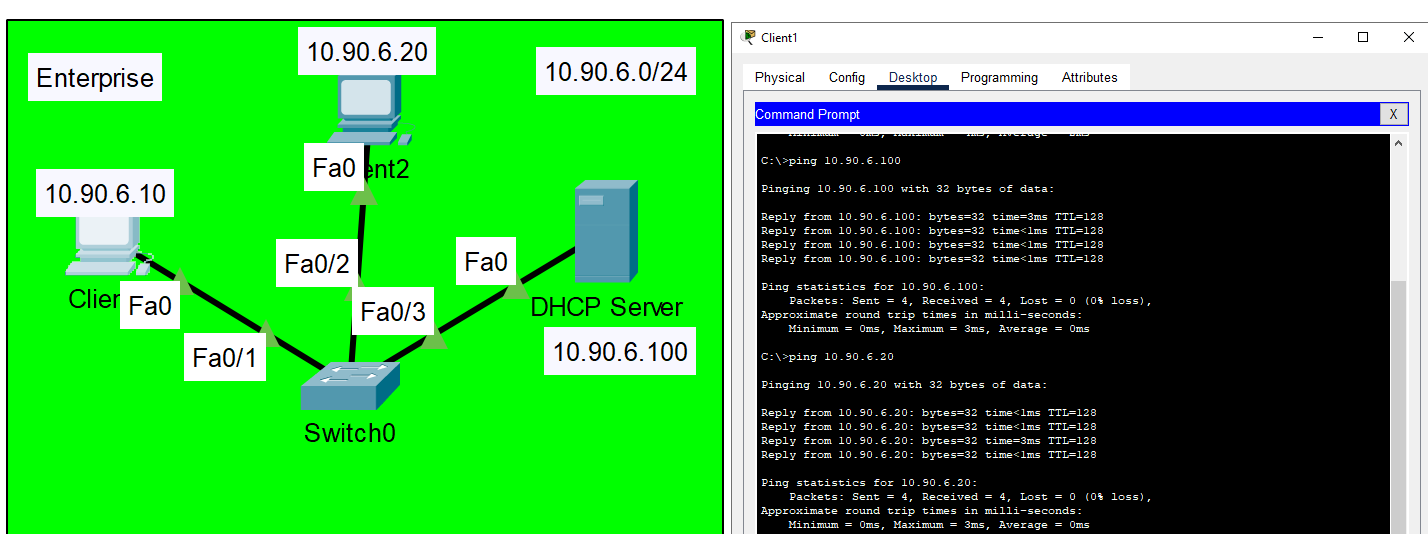 Enterprise
10.90.6.20
10.90.6.0/24
Fa0
ent2
10.90.6.10
Fa0/2
Fa0
Clien
Fa0
Fa0/3
DHCP Server
Fa0/1
10.90.6.100
Switch0
Client1
Physical Config Desktop Programming Attributes
Command Prompt
X
Minimum = 0ms, Maximum = 4ms, Average = 2ms
C:\>ping 10.90.6.100
Pinging 10.90.6.100 with 32 bytes of data:
Reply from 10.90.6.100: bytes=32 time=3ms TTL=128
Reply from 10.90.6.100: bytes=32 time<1ms TTL=128
Reply from 10.90.6.100: bytes=32 time<1ms TTL=128
Reply from 10.90.6.100: bytes=32 time<1ms TTL=128
Ping statistics for 10.90.6.100:
Packets: Sent = 4, Received = 4, Lost = 0 (0% loss),
Approximate round trip times in milli-seconds:
Minimum = 0ms, Maximum = 3ms, Average = 0ms
C:\>ping 10.90.6.20
Pinging 10.90.6.20 with 32 bytes of data:
Reply from 10.90.6.20: bytes=32 time<1ms TTL=128
Reply from 10.90.6.20: bytes=32 time<1ms TTL=128
Reply from 10.90.6.20: bytes=32 time=3ms TTL=128
Reply from 10.90.6.20: bytes=32 time<1ms TTL=128
Ping statistics for 10.90.6.20:
Packets: Sent = 4, Received = 4, Lost = 0 (0% loss),
Approximate round trip times in milli-seconds:
Minimum = 0ms, Maximum = 3ms, Average = 0ms